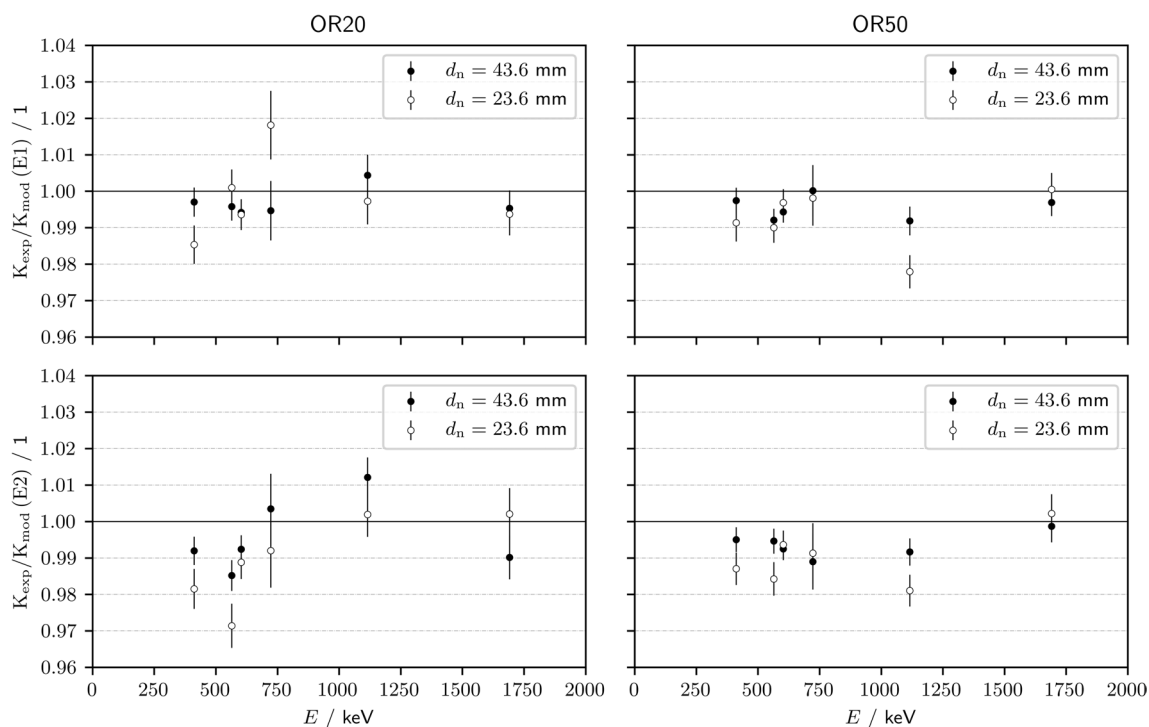 OR20
OR50
K_exp/K_mod (E1) / 1
1.04
1.03
1.02
1.01
1.00
0.99
0.98
0.97
0.96
d_n = 43.6 mm
d_n = 23.6 mm
d_n = 43.6 mm
d_n = 23.6 mm
K_exp/K_mod (E2) / 1
1.04
1.03
1.02
1.01
1.00
0.99
0.98
0.97
0.96
d_n = 43.6 mm
d_n = 23.6 mm
d_n = 43.6 mm
d_n = 23.6 mm
0 250 500 750 1000 1250 1500 1750 2000
0 250 500 750 1000 1250 1500 1750 2000
E / keV
E / keV